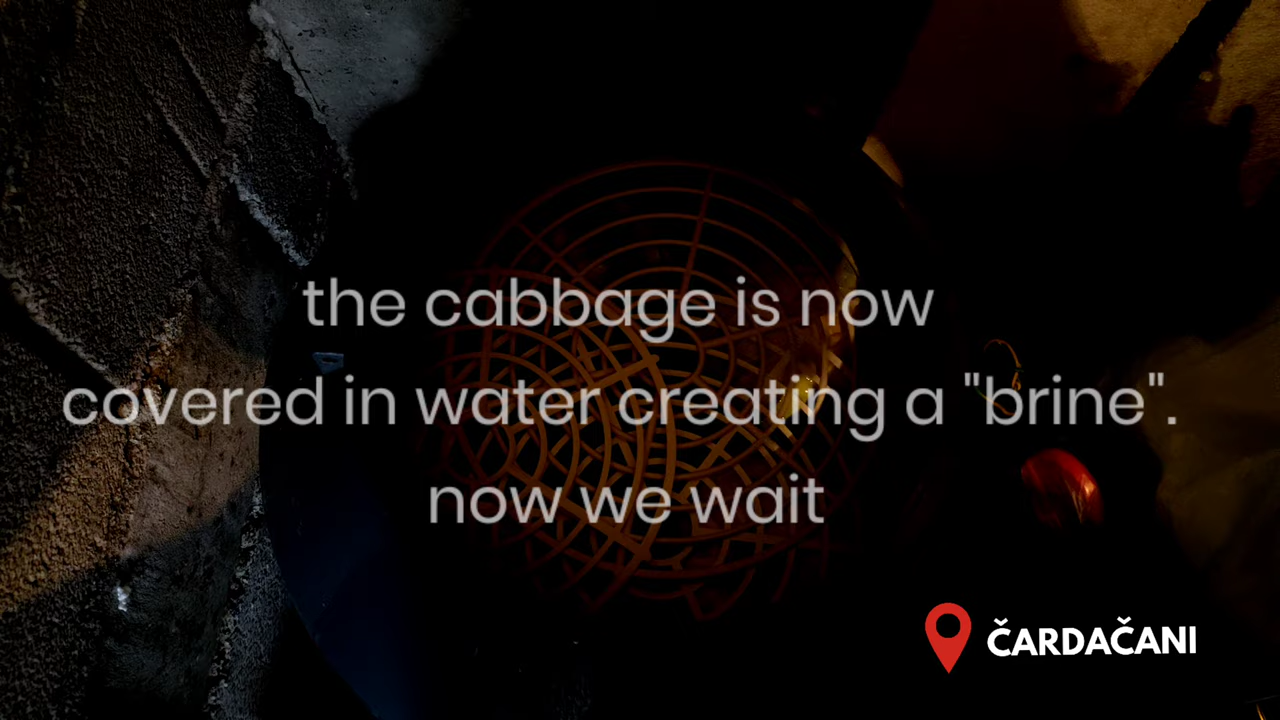 the cabbage is now
covered in water creating a "brine".
now we wait
ČARDAČANI